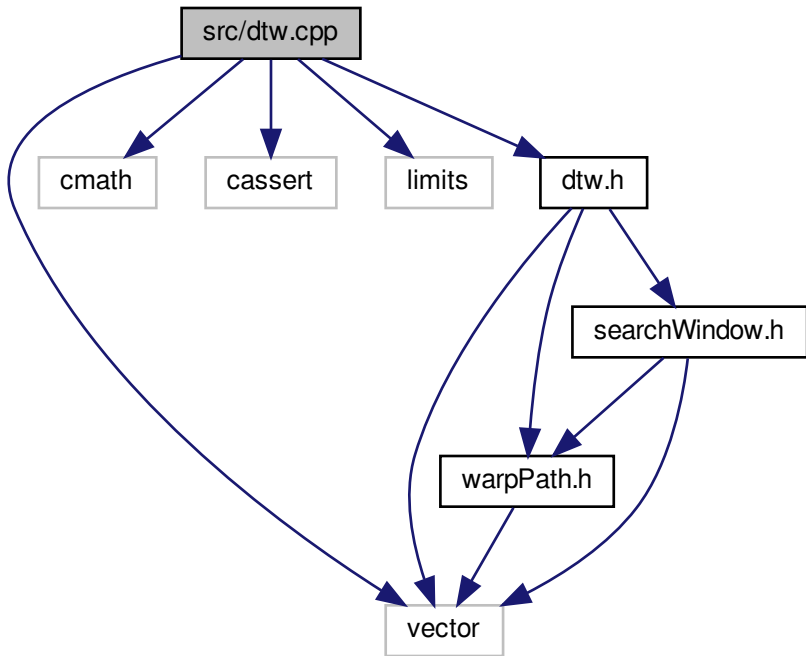 src/dtw.cpp
cmath
cassert
limits
dtw.h
searchWindow.h
warpPath.h
vector